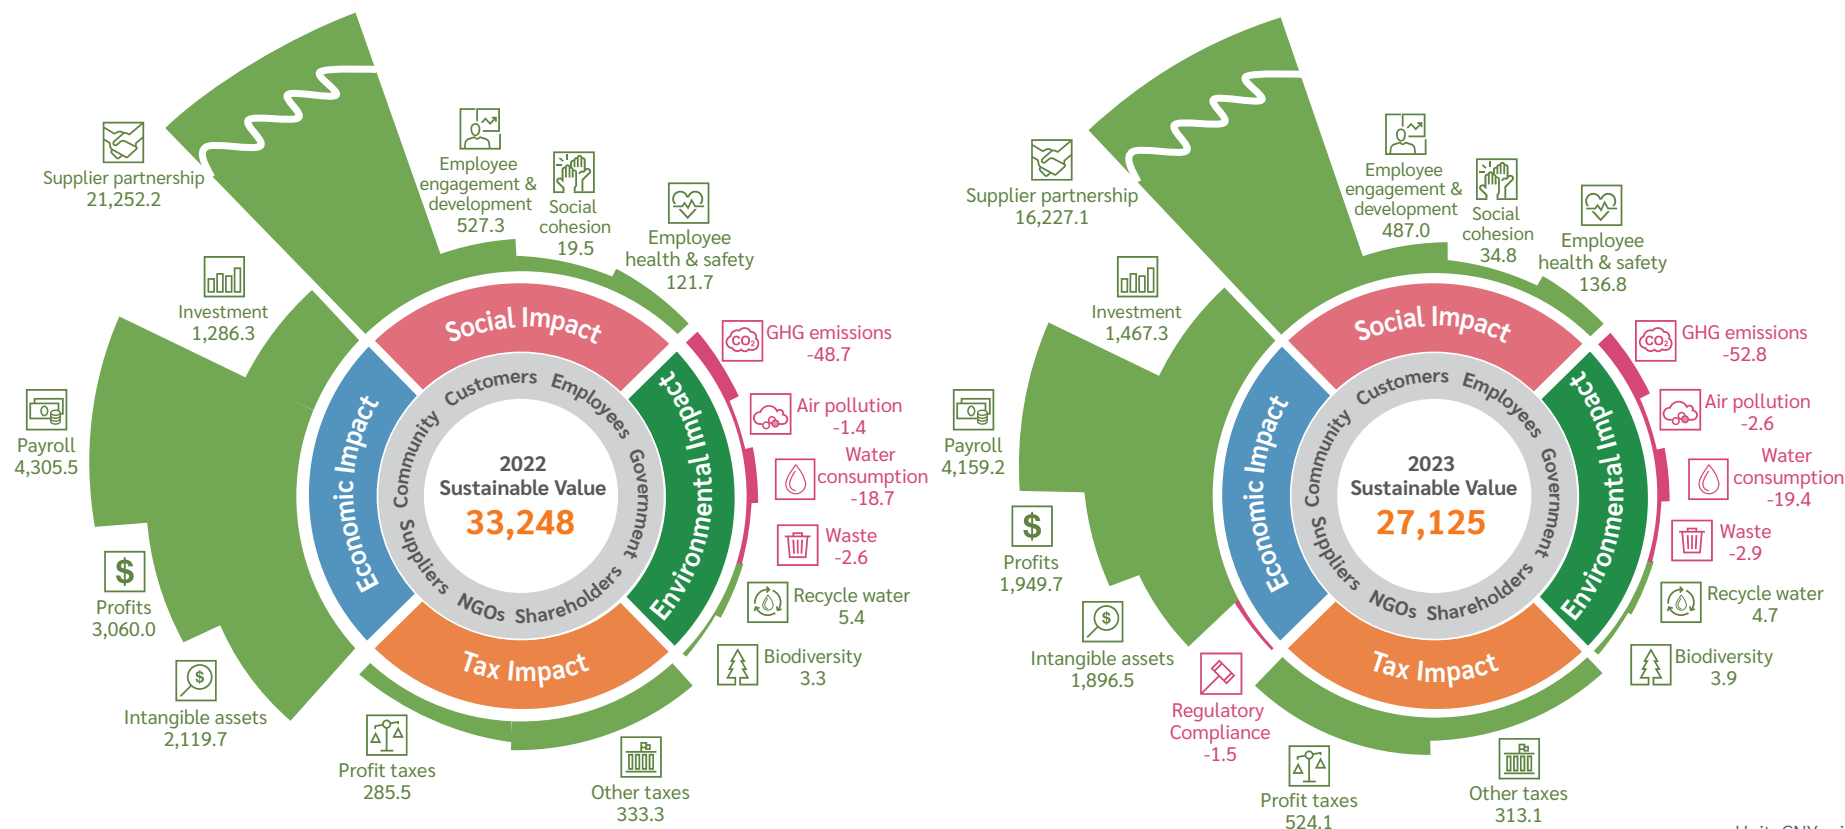 Supplier partnership
21,252.2
Employee
engagement &
development
527.3
Social
cohesion
19.5
Employee
health & safety
121.7
Investment
1,286.3
Payroll
4,305.5
$
Profits
3,060.0
$
Intangible assets
2,119.7
Social Impact
Economic Impact
Environmental Impact
Tax Impact
Customers
Employees
Government
Shareholders
NGOs
Suppliers
Community
2022
Sustainable Value
33,248
CO₂
GHG emissions
-48.7
Air pollution
-1.4
Water
consumption
-18.7
Waste
-2.6
Recycle water
5.4
Biodiversity
3.3
Profit taxes
285.5
Other taxes
333.3
Supplier partnership
16,227.1
Employee
engagement &
development
487.0
Social
cohesion
34.8
Employee
health & safety
136.8
Investment
1,467.3
Payroll
4,159.2
$
Profits
1,949.7
$
Intangible assets
1,896.5
Regulatory
Compliance
-1.5
Social Impact
Economic Impact
Environmental Impact
Tax Impact
Customers
Employees
Government
Shareholders
NGOs
Suppliers
Community
2023
Sustainable Value
27,125
CO₂
GHG emissions
-52.8
Air pollution
-2.6
Water
consumption
-19.4
Waste
-2.9
Recycle water
4.7
Biodiversity
3.9
Profit taxes
524.1
Other taxes
313.1